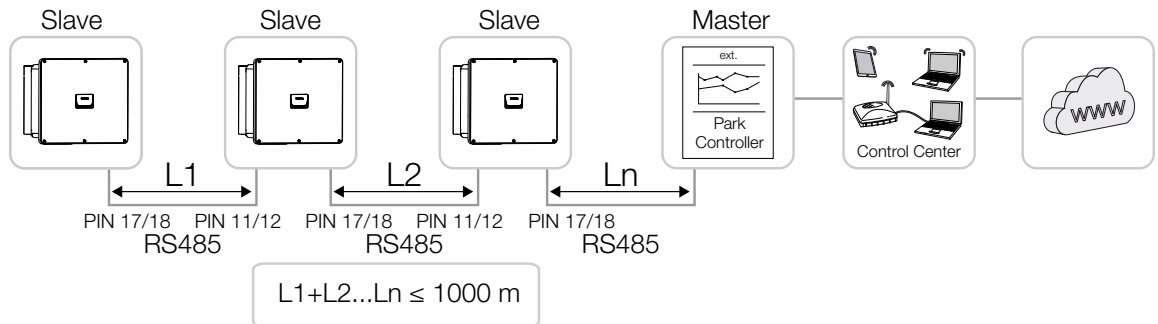 Slave Slave Slave Master
ext.
Park
Controller
Control Center
WWW
L1 L2 Ln
PIN 17/18 PIN 11/12 PIN 17/18 PIN 11/12 PIN 17/18
RS485 RS485 RS485
L1+L2...Ln ≤ 1000 m